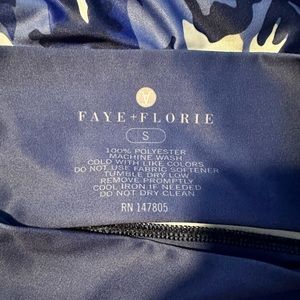 FAYE+FLORIE
S
100% POLYESTER
MACHINE WASH
COLD WITH LIKE COLORS
DO NOT USE FABRIC SOFTENER
TUMBLE DRY LOW
REMOVE PROMPTLY
COOL IRON IF NEEDED
DO NOT DRY CLEAN
RN 147805